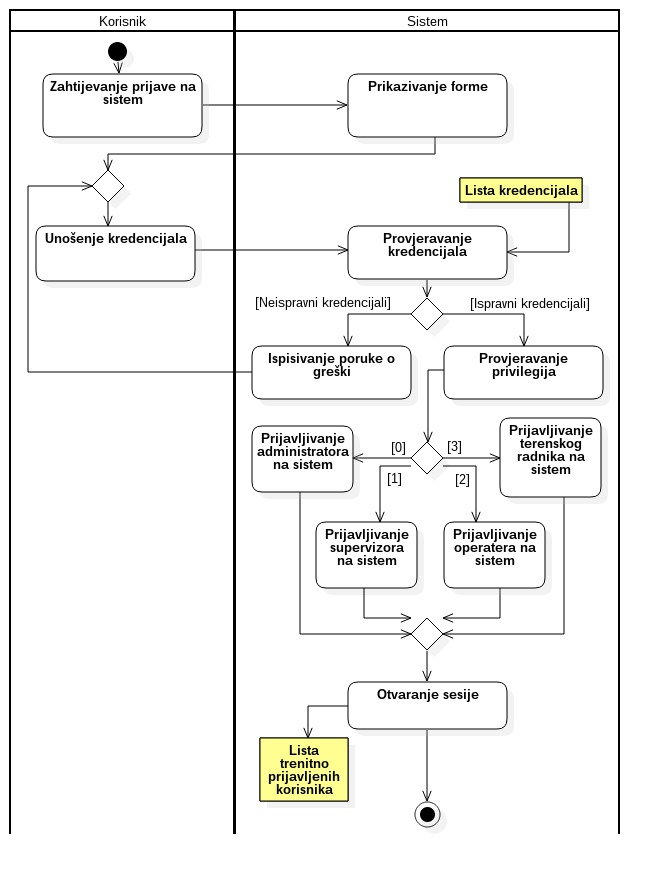 Korisnik
Sistem
Zahtijevanje prijave na
sistem
Prikazivanje forme
Lista kredencijala
Unošenje kredencijala
Provjeravanje
kredencijala
[Neispravni kredencijali]
[Ispravni kredencijali]
Ispisivanje poruke o
greški
Provjeravanje
privilegija
Prijavljivanje
administratora
na sistem
[0]
[3]
Prijavljivanje
terenskog
radnika na
sistem
[1]
[2]
Prijavljivanje
supervizora
na sistem
Prijavljivanje
operatera na
sistem
Otvaranje sesije
Lista
trenitno
prijavljenih
korisnika